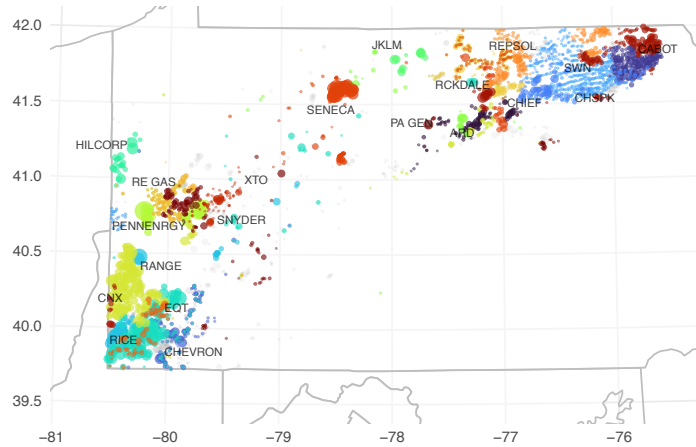 42.0
JKLM
REPSOL
CABOT
SWN
RCKDALE
41.5
SENECA
CHIEF
CHSPK
PA GEN
ARD
HILCORP
41.0
RE GAS
XTO
PENNENRGY
SNYDER
40.5
RANGE
CNX
EQT
40.0
RICE
CHEVRON
39.5
−81
−80
−79
−78
−77
−76